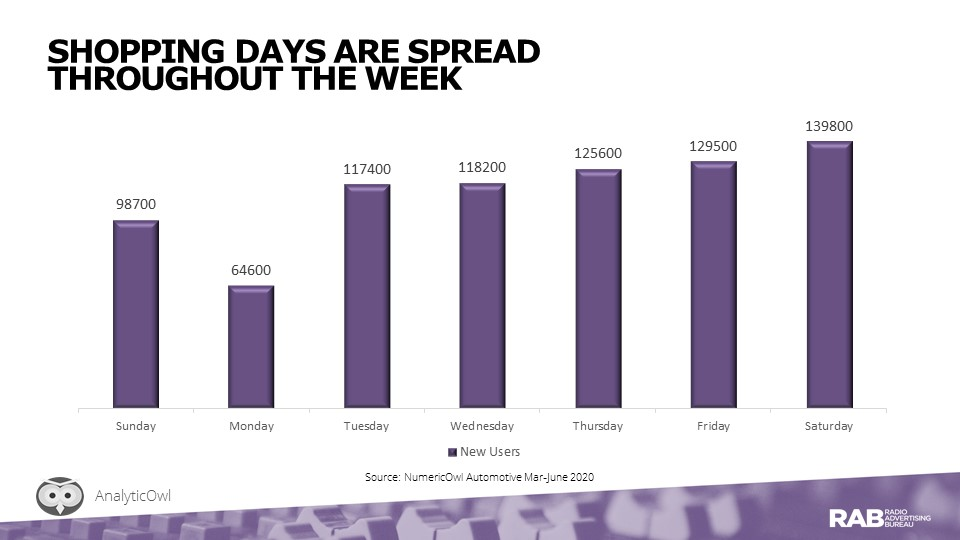 SHOPPING DAYS ARE SPREAD
THROUGHOUT THE WEEK
139800
129500
125600
118200
117400
98700
64600
Sunday
Monday
Tuesday
Wednesday
Thursday
Friday
Saturday
New Users
Source: NumericOwl Automotive Mar-June 2020
AnalyticOwl
RAB RADIO
ADVERTISING
BUREAU